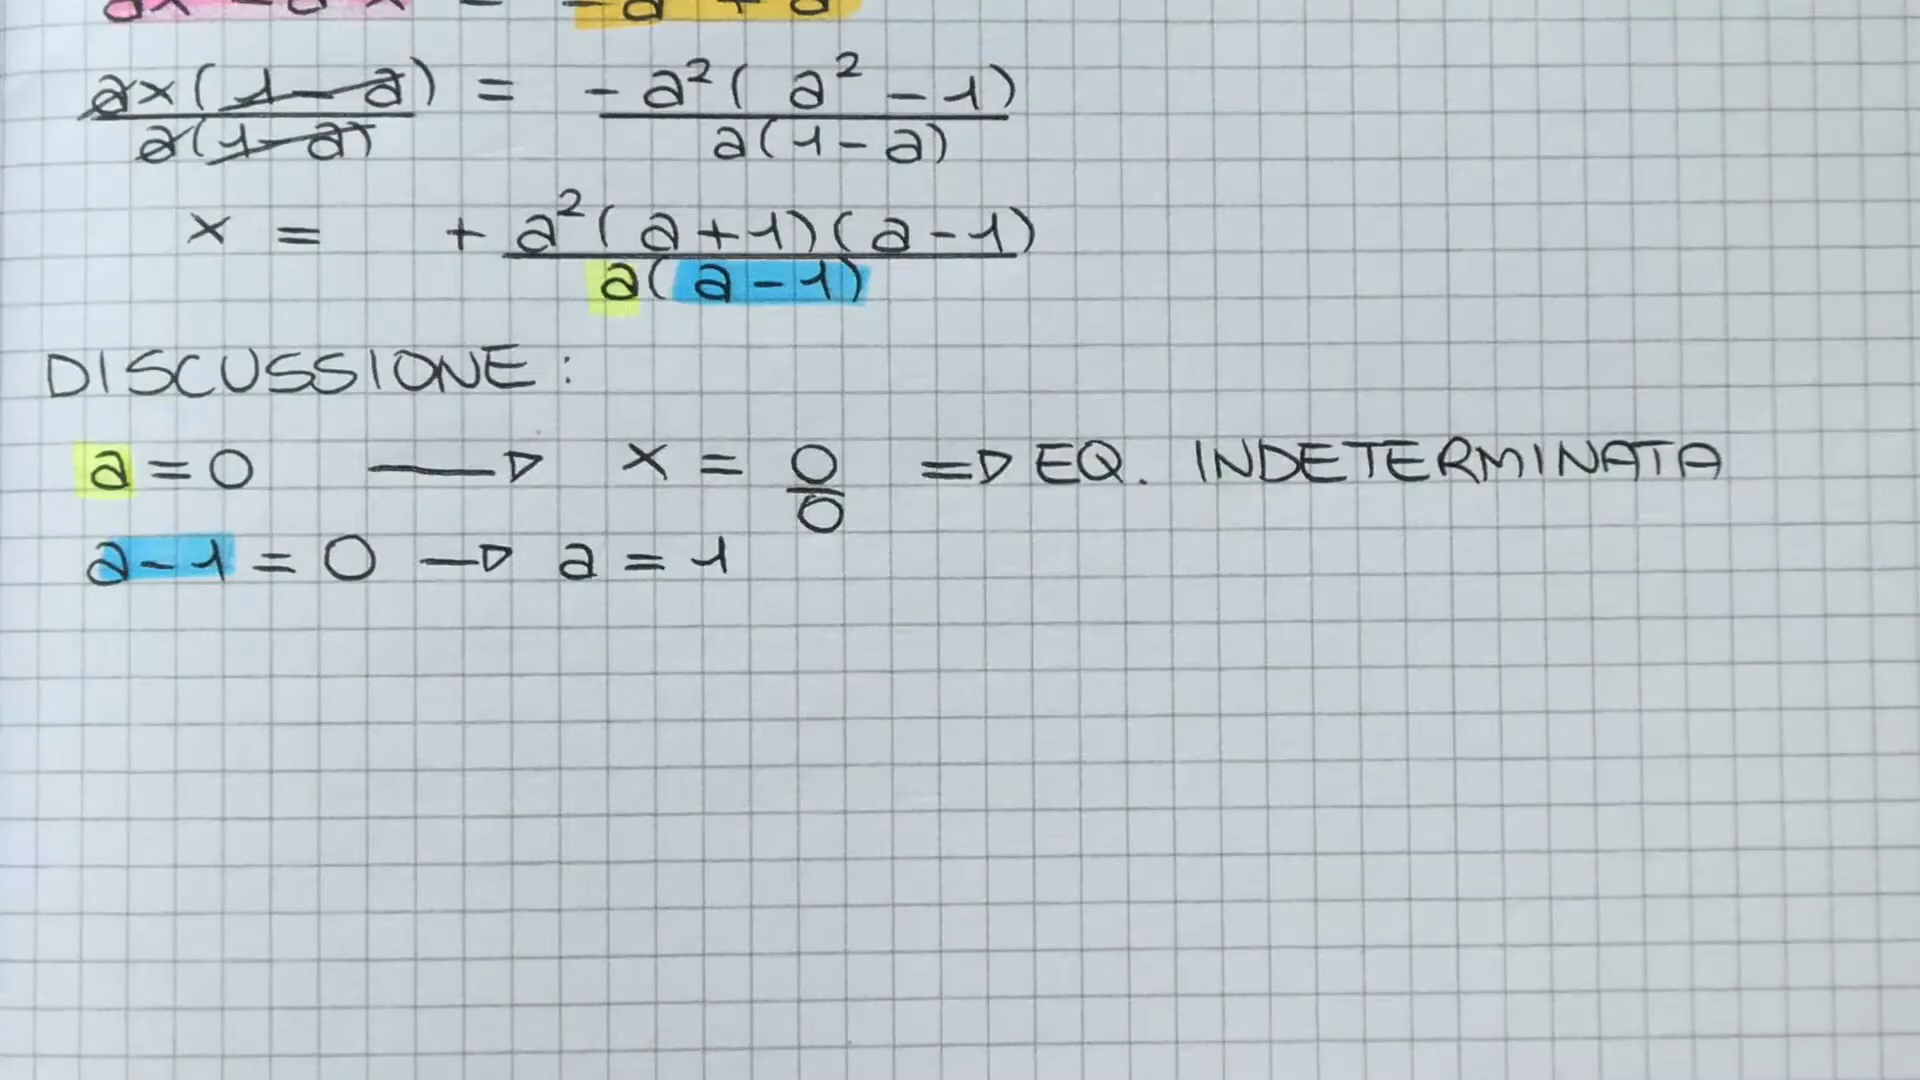 ax(1-a) = -a²(a²-1)
a(1-a) a(1-a)
x = + a²(a+1)(a-1)
a(a-1)
DISCUSSIONE:
a = 0 → x = 0/0 => EQ. INDETERMINATA
a-1 = 0 → a = 1